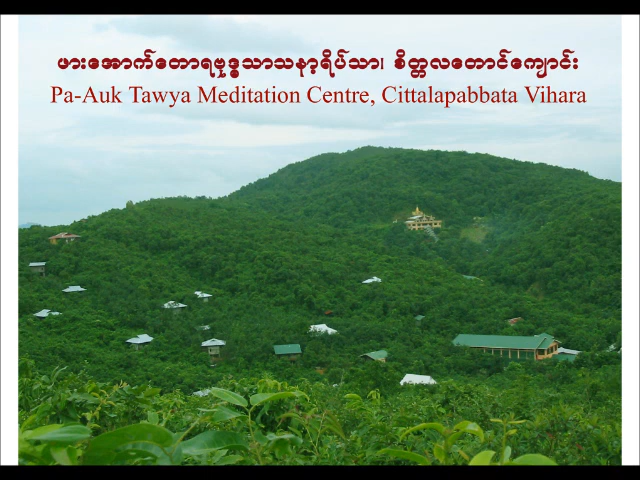 ဖားအောက်တောရဗုဒ္ဓသာသနာ့ရိပ်သာ၊ စိတ္တလတောင်ကျောင်း
Pa-Auk Tawya Meditation Centre, Cittalapabbata Vihara